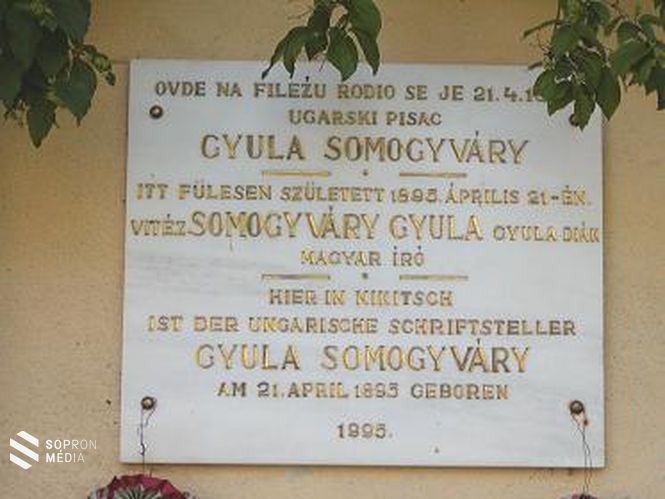 OVDE NA FILEŽU RODIO SE JE 21.4.18
UGARSKI PISAC
GYULA SOMOGYVÁRY
ITT FÜLESEN SZÜLETETT 1895. ÁPRILIS 21-ÉN.
VITÉZ SOMOGYVÁRY GYULA GYULA DIÁK
MAGYAR ÍRÓ
HIER IN NIKITSCH
IST DER UNGARISCHE SCHRIFTSTELLER
GYULA SOMOGYVÁRY
AM 21. APRIL 1895 GEBOREN
1995.
SOPRON
MÉDIA